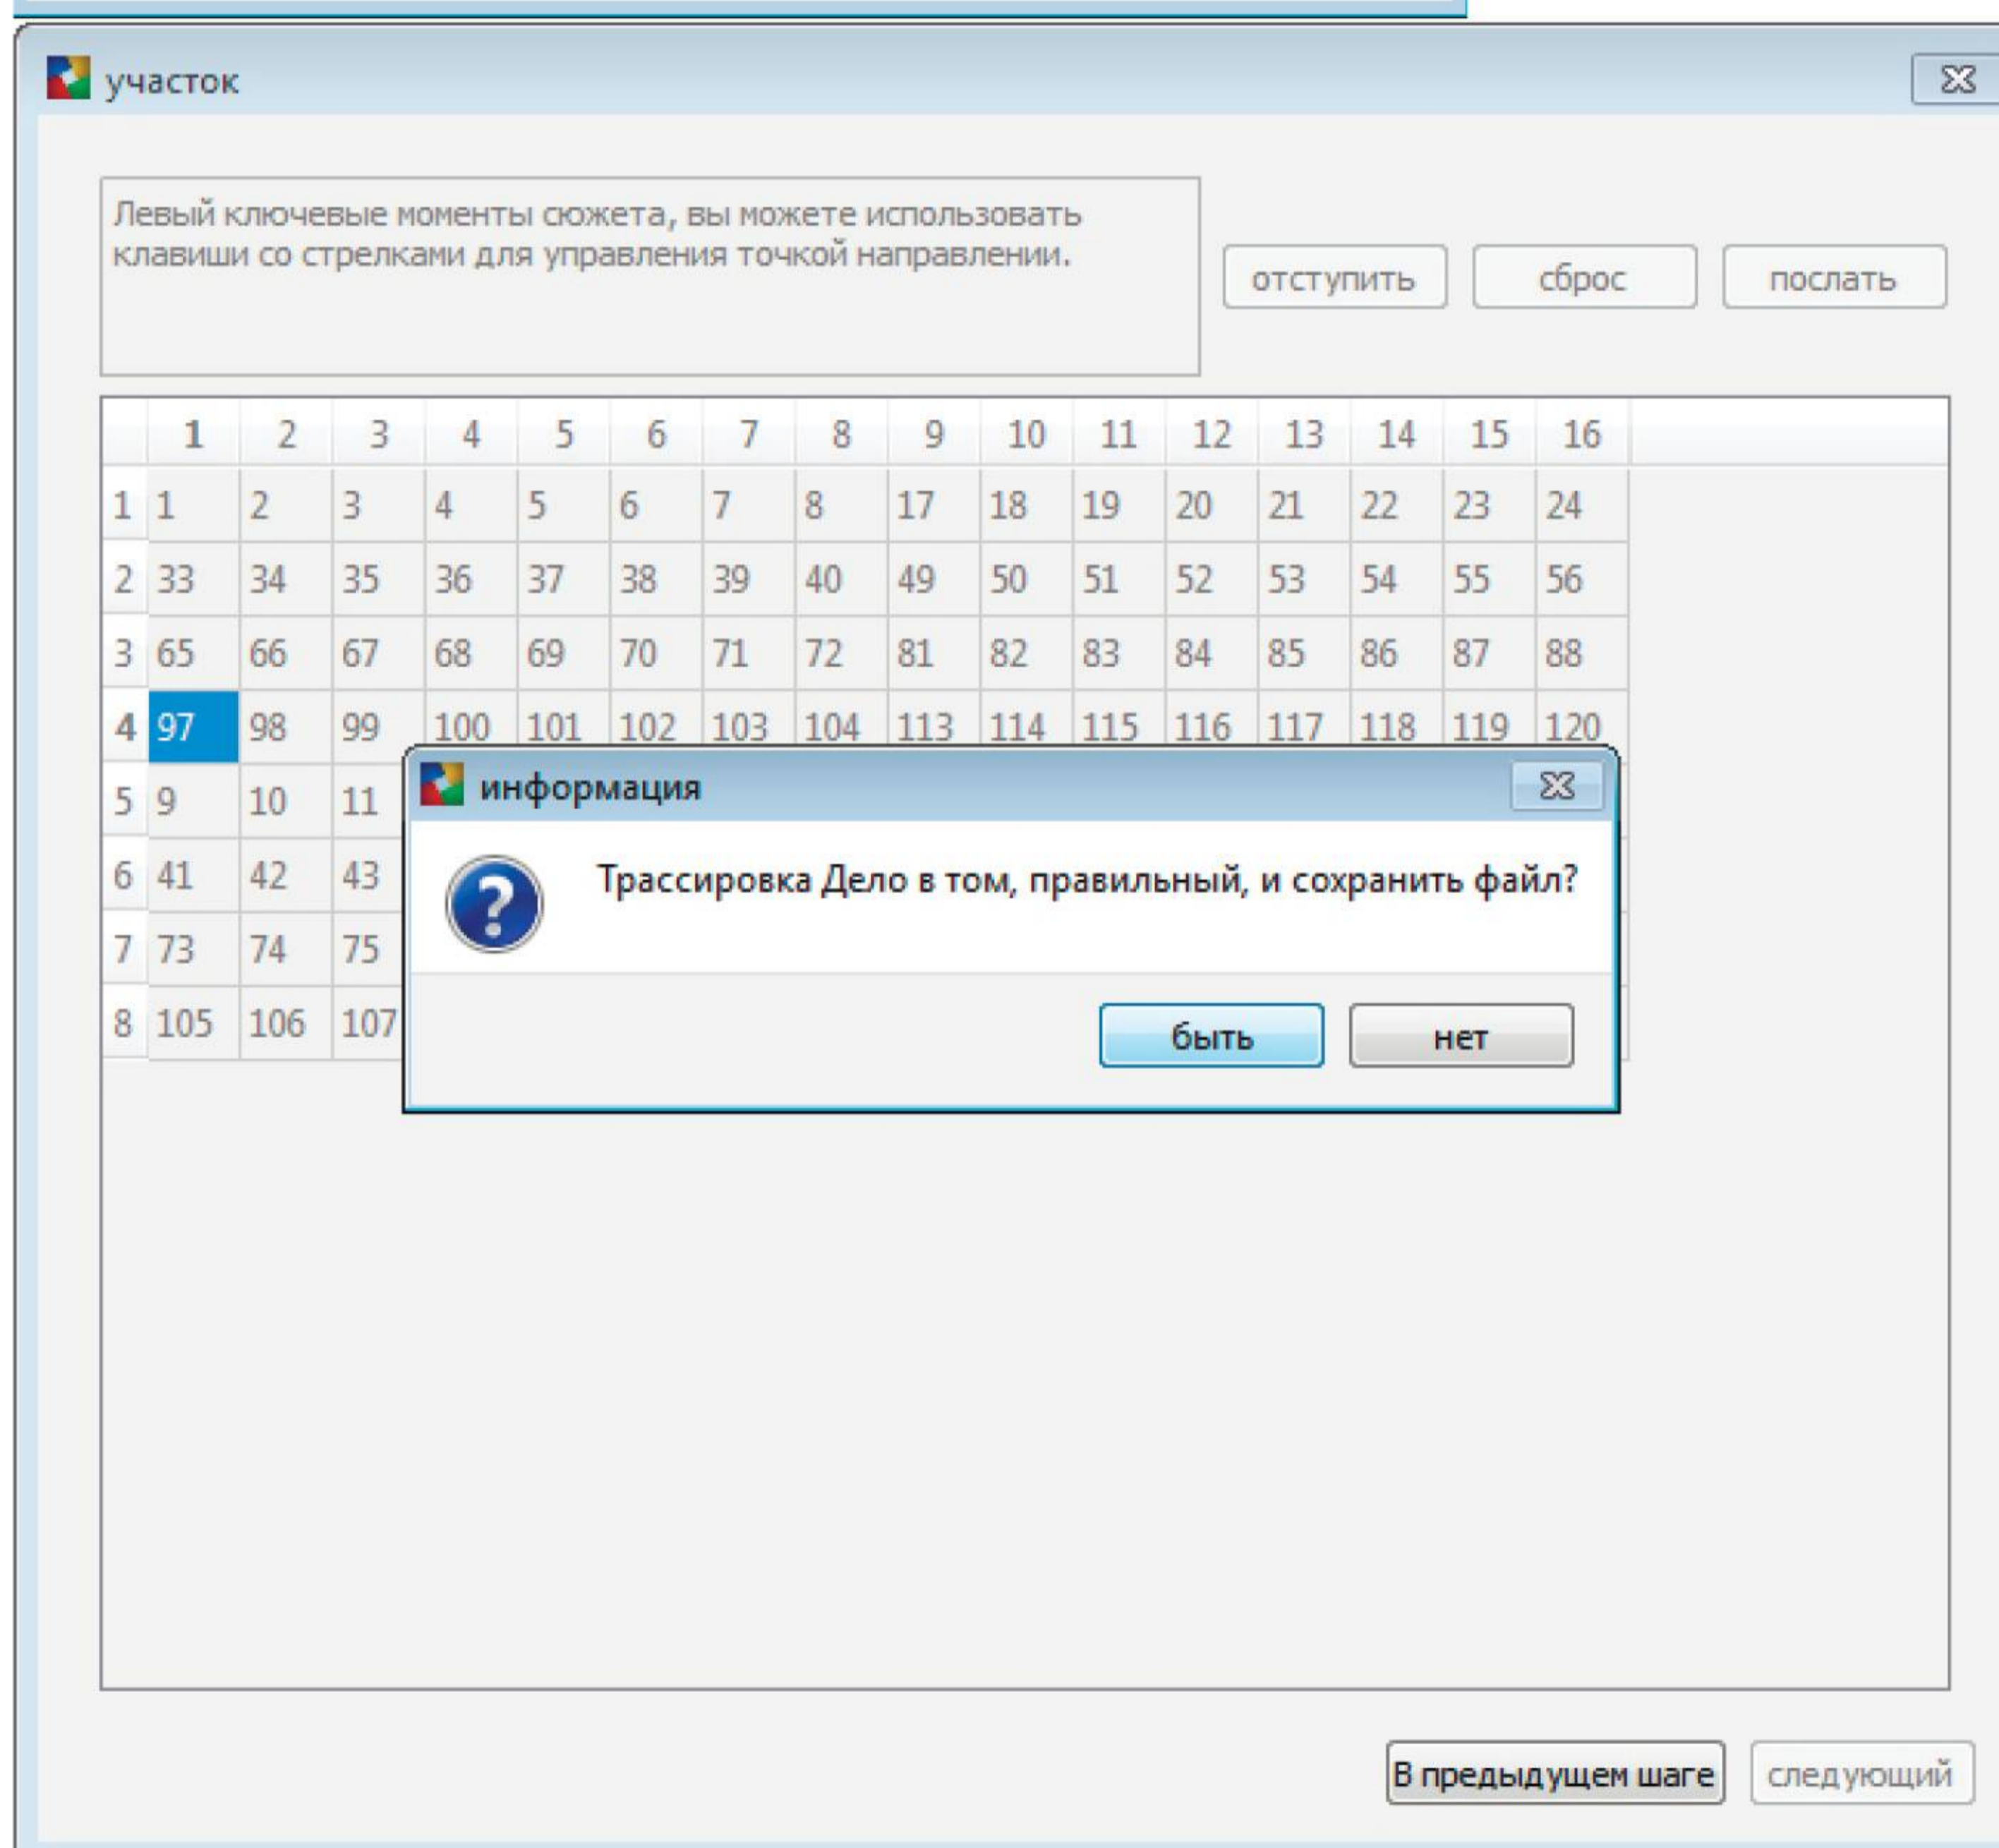 участок
Левый ключевые моменты сюжета, вы можете использовать
клавиши со стрелками для управления точкой направлении.
отступить сброс послать
1 2 3 4 5 6 7 8 9 10 11 12 13 14 15 16
1 1 2 3 4 5 6 7 8 17 18 19 20 21 22 23 24
2 33 34 35 36 37 38 39 40 49 50 51 52 53 54 55 56
3 65 66 67 68 69 70 71 72 81 82 83 84 85 86 87 88
4 97 98 99 100 101 102 103 104 113 114 115 116 117 118 119 120
5 9 10 11
6 41 42 43
7 73 74 75
8 105 106 107
информация
Трассировка Дело в том, правильный, и сохранить файл?
быть нет
В предыдущем шаге следующий